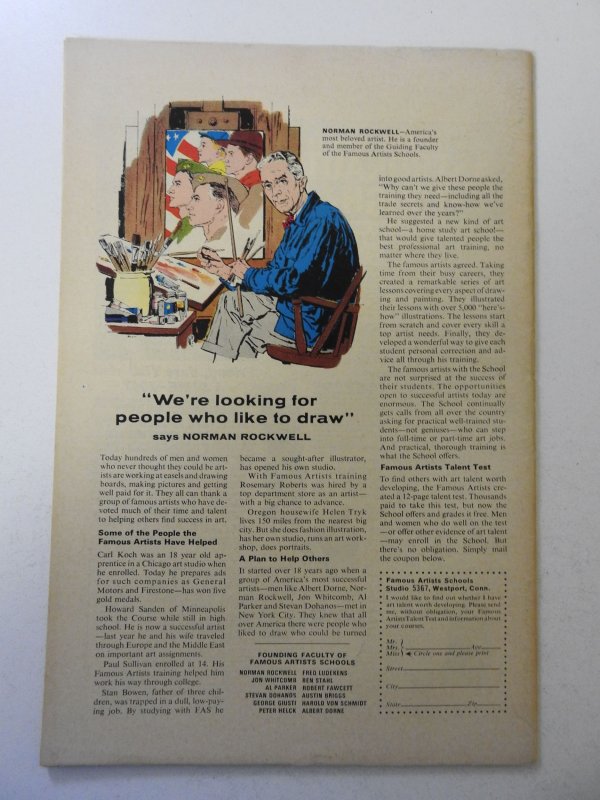 NORMAN ROCKWELL—America's
most beloved artist. He is a founder
and member of the Guiding Faculty
of the Famous Artists Schools.
"We're looking for
people who like to draw"
says NORMAN ROCKWELL
Today hundreds of men and women
who never thought they could be art-
ists are working at easels and drawing
boards, making pictures and getting
well paid for it. They all can thank a
group of famous artists who have de-
voted much of their time and talent
to helping others find success in art.
Some of the People the
Famous Artists Have Helped
Carl Koch was an 18 year old ap-
prentice in a Chicago art studio when
he enrolled. Today he prepares ads
for such companies as General
Motors and Firestone—has won five
gold medals.
Howard Sanden of Minneapolis
took the Course while still in high
school. He is now a successful artist
—last year he and his wife traveled
through Europe and the Middle East
on important art assignments.
Paul Sullivan enrolled at 14. His
Famous Artists training helped him
work his way through college.
Stan Bowen, father of three chil-
dren, was trapped in a dull, low-pay-
ing job. By studying with FAS he
became a sought-after illustrator,
has opened his own studio.
With Famous Artists training
Rosemary Roberts was hired by a
top department store as an artist—
with a big chance to advance.
Oregon housewife Helen Tryk
lives 150 miles from the nearest big
city. But she does fashion illustration,
has her own studio, runs an art work-
shop, does portraits.
A Plan to Help Others
It started over 18 years ago when a
group of America's most successful
artists—men like Albert Dorne, Nor-
man Rockwell, Jon Whitcomb, Al
Parker and Stevan Dohanos—met in
New York City. They knew that all
over America there were people who
liked to draw who could be turned
FOUNDING FACULTY OF
FAMOUS ARTISTS SCHOOLS
NORMAN ROCKWELL FRED LUDEKENS
JON WHITCOMB BEN STAHL
AL PARKER ROBERT FAWCETT
STEVAN DOHANOS AUSTIN BRIGGS
GEORGE GIUSTI HAROLD VON SCHMIDT
PETER HELCK ALBERT DORNE
into good artists. Albert Dorne asked,
"Why can't we give these people the
training they need—including all the
trade secrets and know-how we've
learned over the years?"
He suggested a new kind of art
school—a home study art school—
that would give talented people the
best professional art training, no
matter where they live.
The famous artists agreed. Taking
time from their busy careers, they
created a remarkable series of art
lessons covering every aspect of draw-
ing and painting. They illustrated
their lessons with over 5,000 "here's-
how" illustrations. The lessons start
from scratch and cover every skill a
top artist needs. Finally, they de-
veloped a wonderful way to give each
student personal correction and ad-
vice all through his training.
The famous artists with the School
are not surprised at the success of
their students. The opportunities
open to successful artists today are
enormous. The School continually
gets calls from all over the country
asking for practical well-trained stu-
dents—not geniuses—who can step
into full-time or part-time art jobs.
And practical, thorough training is
what the School offers.
Famous Artists Talent Test
To find others with art talent worth
developing, the Famous Artists cre-
ated a 12-page talent test. Thousands
paid to take this test, but now the
School offers and grades it free. Men
and women who do well on the test
—or offer other evidence of art talent
—may enroll in the School. But
there's no obligation. Simply mail
the coupon below.
Famous Artists Schools
Studio 5367, Westport, Conn.
I would like to find out whether I have
art talent worth developing. Please send
me, without obligation, your Famous
Artists Talent Test and information about
your courses.
Mr.
Mrs. Age
Miss Circle one and please print
Street
City
State Zip